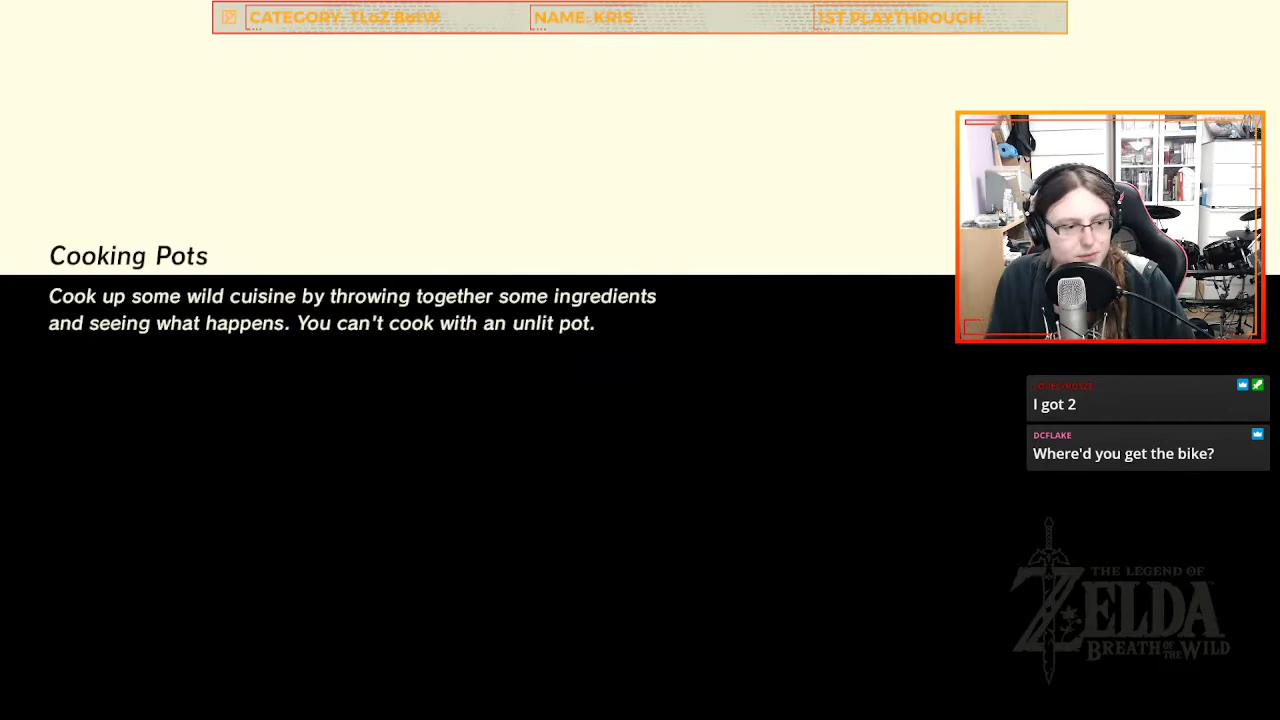 CATEGORY: TLoZ BotW
NAME: KRIS
1ST PLAYTHROUGH
Cooking Pots
Cook up some wild cuisine by throwing together some ingredients
and seeing what happens. You can't cook with an unlit pot.
I got 2
DCFLAKE
Where'd you get the bike?
THE LEGEND OF
ZELDA
BREATH OF THE WILD